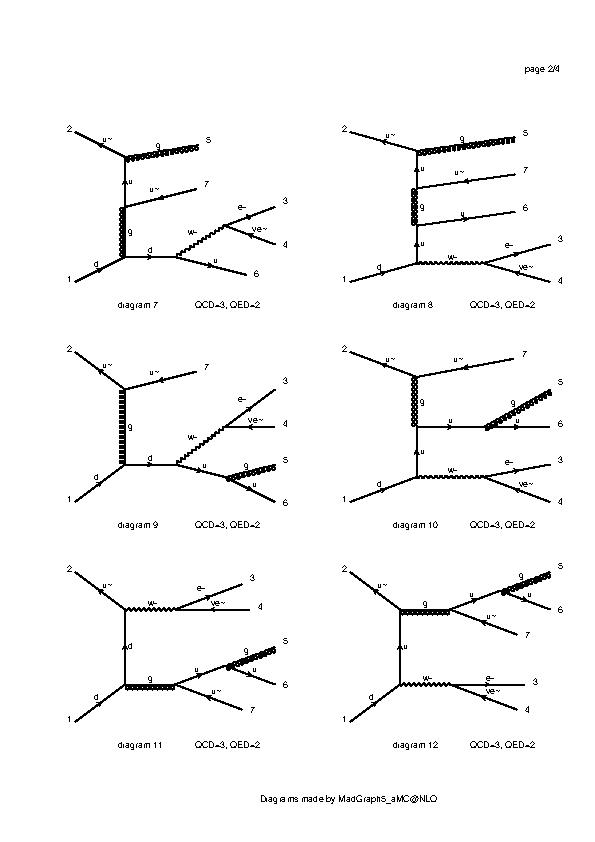 page 2/4
2 u~ g 5
u u~ 7
g e- 3
w- ve~ 4
d d u 6
1
diagram 7 QCD=3, QED=2
2 u~ g 5
u u~ 7
g u 6
u w- e- 3
d ve~ 4
1
diagram 8 QCD=3, QED=2
2 u~ u~ 7
3
e-
g ve~ 4
w-
d d u g 5
1 u 6
diagram 9 QCD=3, QED=2
2 u~ u~ 7
g g 5
u u 6
u w- e- 3
d ve~ 4
1
diagram 10 QCD=3, QED=2
2 u~ e- 3
w- ve~ 4
d g 5
u u 6
d g u~ 7
1
diagram 11 QCD=3, QED=2
2 u~ g 5
g u u 6
u~ 7
u
d w- e- 3
ve~ 4
1
diagram 12 QCD=3, QED=2
Diagrams made by MadGraph5_aMC@NLO